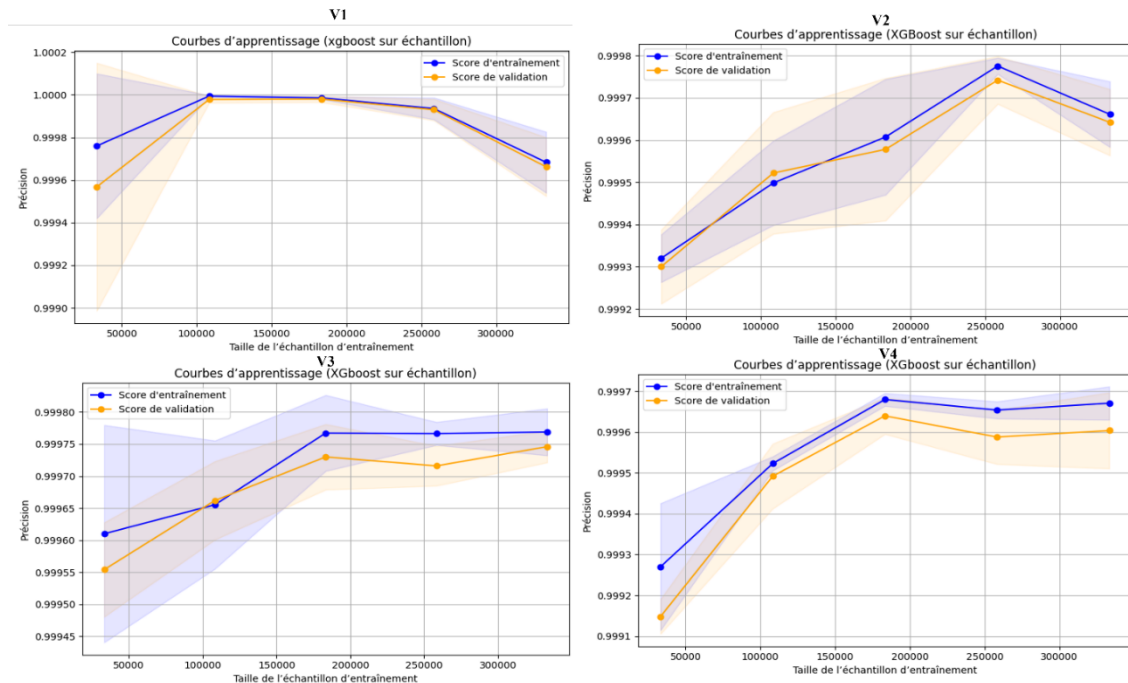 V1
Courbes d’apprentissage (xgboost sur échantillon)
1.0002
1.0000
0.9998
0.9996
0.9994
0.9992
0.9990
Précision
Score d'entraînement
Score de validation
50000 100000 150000 200000 250000 300000
Taille de l’échantillon d’entraînement
V2
Courbes d’apprentissage (XGBoost sur échantillon)
0.9998
0.9997
0.9996
0.9995
0.9994
0.9993
0.9992
Précision
Score d'entraînement
Score de validation
50000 100000 150000 200000 250000 300000
Taille de l’échantillon d’entraînement
V3
Courbes d’apprentissage (XGboost sur échantillon)
0.99980
0.99975
0.99970
0.99965
0.99960
0.99955
0.99950
0.99945
Précision
Score d'entraînement
Score de validation
50000 100000 150000 200000 250000 300000
Taille de l’échantillon d’entraînement
V4
Courbes d’apprentissage (XGBoost sur échantillon)
0.9997
0.9996
0.9995
0.9994
0.9993
0.9992
0.9991
Précision
Score d'entraînement
Score de validation
50000 100000 150000 200000 250000 300000
Taille de l’échantillon d’entraînement